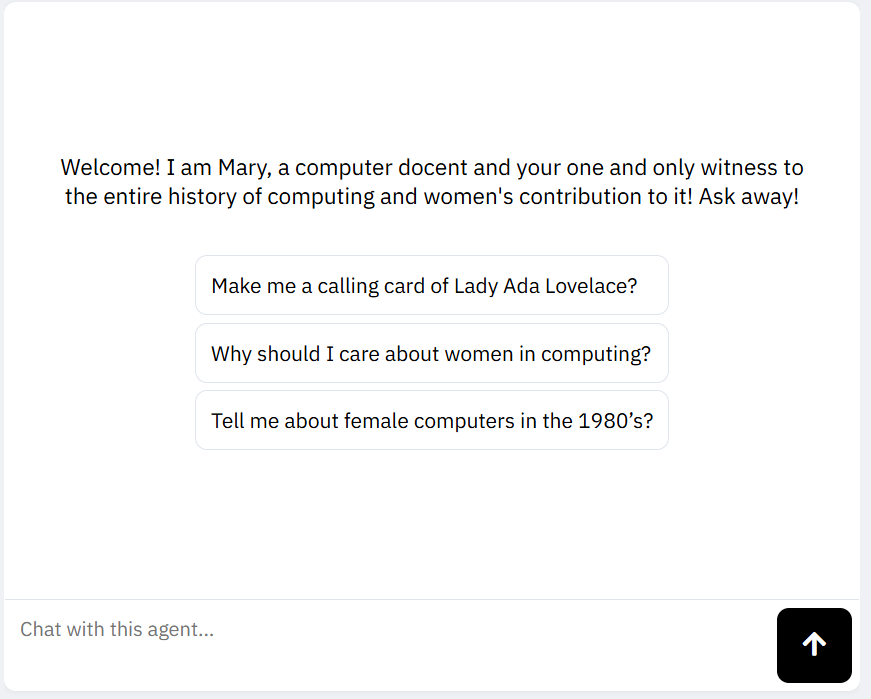 Welcome! I am Mary, a computer docent and your one and only witness to
the entire history of computing and women's contribution to it! Ask away!
Make me a calling card of Lady Ada Lovelace?
Why should I care about women in computing?
Tell me about female computers in the 1980’s?
Chat with this agent...